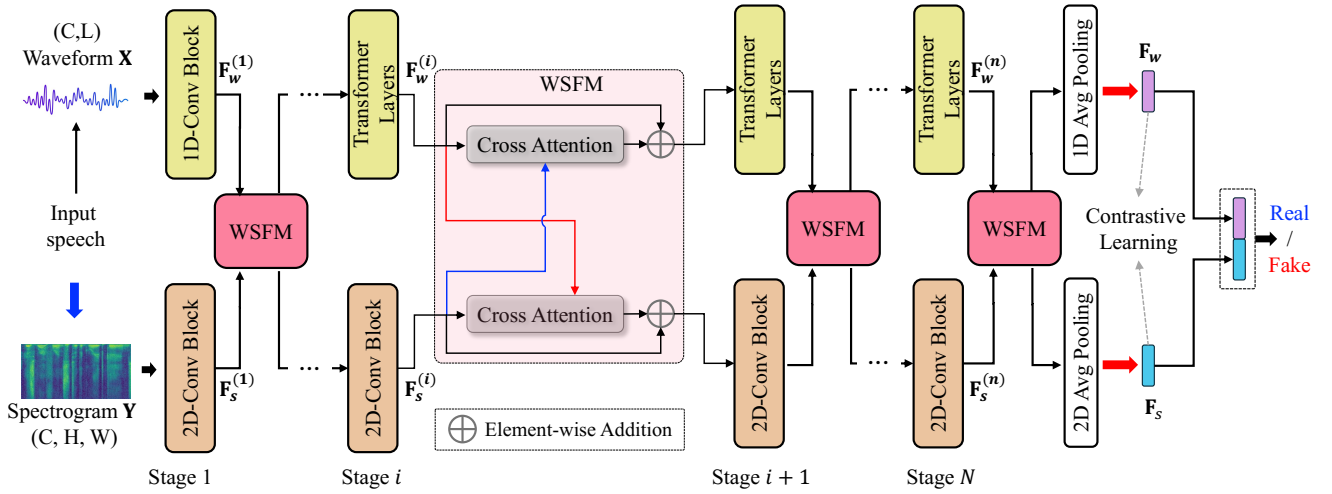 (C,L)
Waveform X
Input
speech
Spectrogram Y
(C, H, W)
1D-Conv Block
F_w^(1)
WSFM
2D-Conv Block
F_s^(1)
Stage 1
...
Transformer
Layers
F_w^(i)
...
2D-Conv Block
F_s^(i)
Stage i
WSFM
Cross Attention
Cross Attention
Element-wise Addition
Transformer
Layers
WSFM
2D-Conv Block
Stage i + 1
...
Transformer
Layers
F_w^(n)
WSFM
...
2D-Conv Block
F_s^(n)
Stage N
1D Avg Pooling
2D Avg Pooling
F_w
Contrastive
Learning
F_s
Real
/
Fake